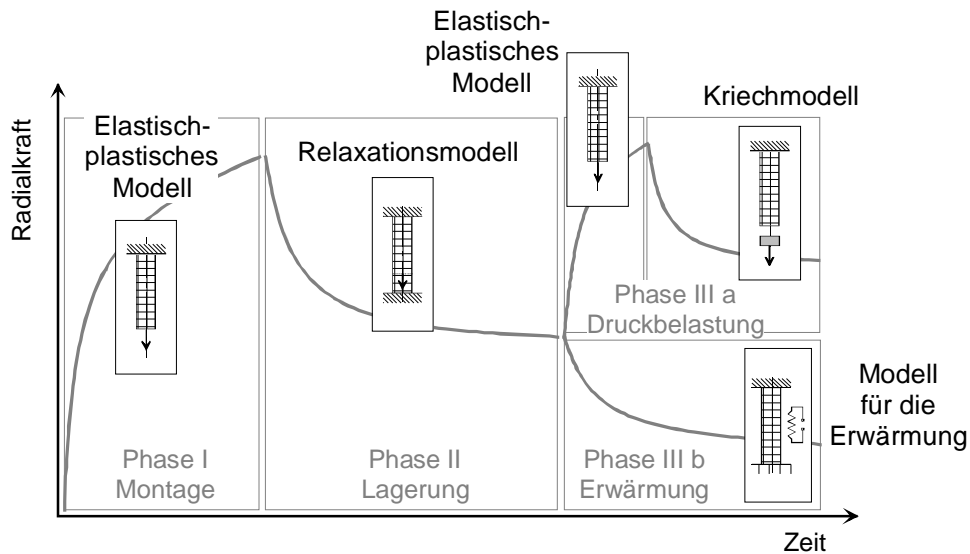 Elastisch-
plastisches
Modell
Kriechmodell
Elastisch-
plastisches
Modell
Relaxationsmodell
Radialkraft
Phase III a
Druckbelastung
Modell
für die
Erwärmung
Phase I
Montage
Phase II
Lagerung
Phase III b
Erwärmung
Zeit